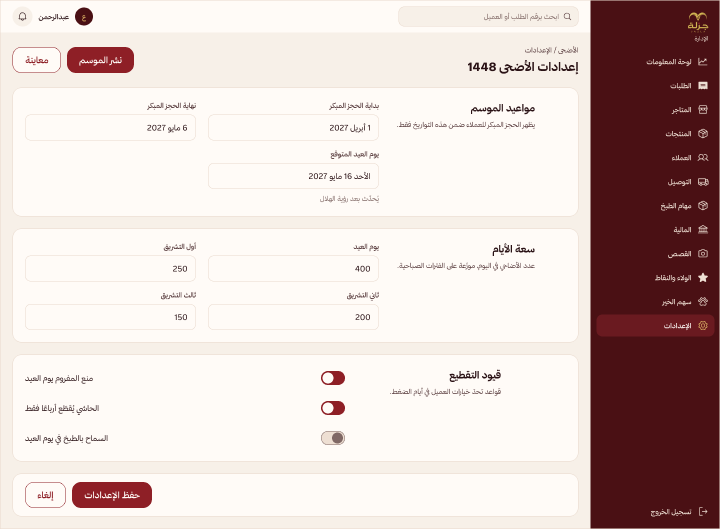 جزلة
الإدارة
لوحة المعلومات
الطلبات
المتاجر
المنتجات
العملاء
التوصيل
مهام الطبخ
المالية
القصص
الولاء والنقاط
سهم الخير
الإعدادات
تسجيل الخروج
ابحث برقم الطلب أو العميل
ع
عبدالرحمن
الأضحى / الإعدادات
إعدادات الأضحى 1448
نشر الموسم
معاينة
مواعيد الموسم
يظهر الحجز المبكر للعملاء ضمن هذه التواريخ فقط.
بداية الحجز المبكر
نهاية الحجز المبكر
1 أبريل 2027
6 مايو 2027
يوم العيد المتوقع
الأحد 16 مايو 2027
يُحدّث بعد رؤية الهلال
سعة الأيام
عدد الأضاحي في اليوم، موزّعة على الفترات الصباحية.
يوم العيد
أول التشريق
400
250
ثاني التشريق
ثالث التشريق
200
150
قيود التقطيع
قواعد تحدّ خيارات العميل في أيام الضغط.
منع المفروم يوم العيد
الحاشي يُقطّع أرباعًا فقط
السماح بالطبخ في يوم العيد
حفظ الإعدادات
إلغاء